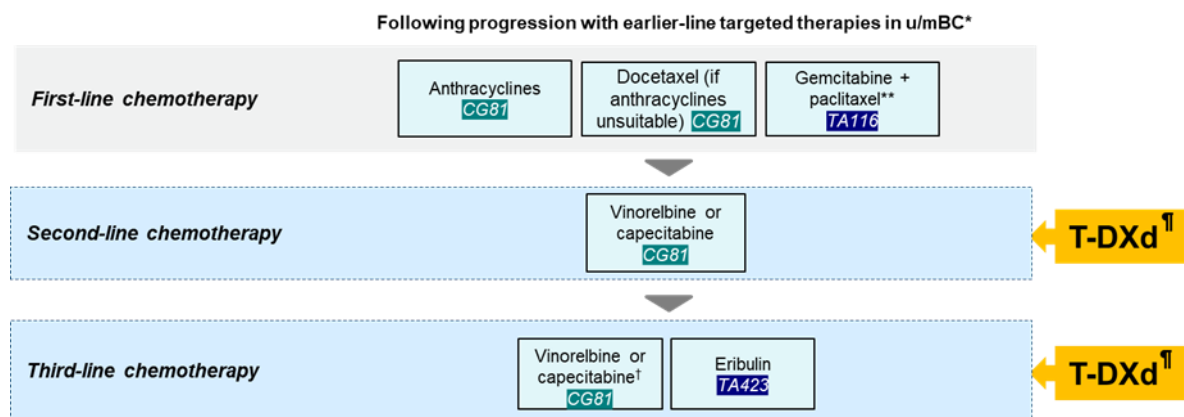 Following progression with earlier-line targeted therapies in u/mBC*
First-line chemotherapy
Anthracyclines
CG81
Docetaxel (if
anthracyclines
unsuitable) CG81
Gemcitabine +
paclitaxel**
TA116
Second-line chemotherapy
Vinorelbine or
capecitabine
CG81
T-DXd¶
Third-line chemotherapy
Vinorelbine or
capecitabine†
CG81
Eribulin
TA423
T-DXd¶